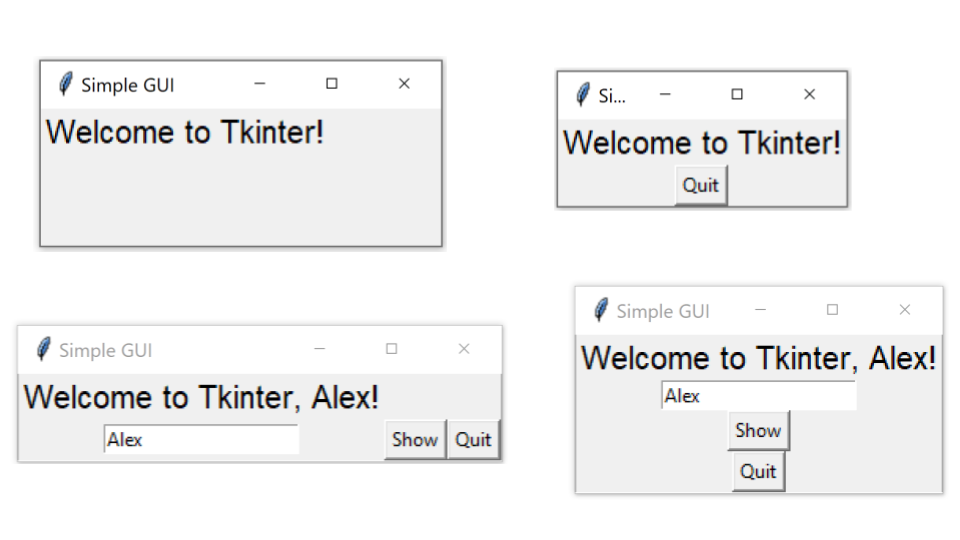 Simple GUI
Welcome to Tkinter!
Si...
Welcome to Tkinter!
Quit
Simple GUI
Welcome to Tkinter, Alex!
Alex Show Quit
Simple GUI
Welcome to Tkinter, Alex!
Alex
Show
Quit